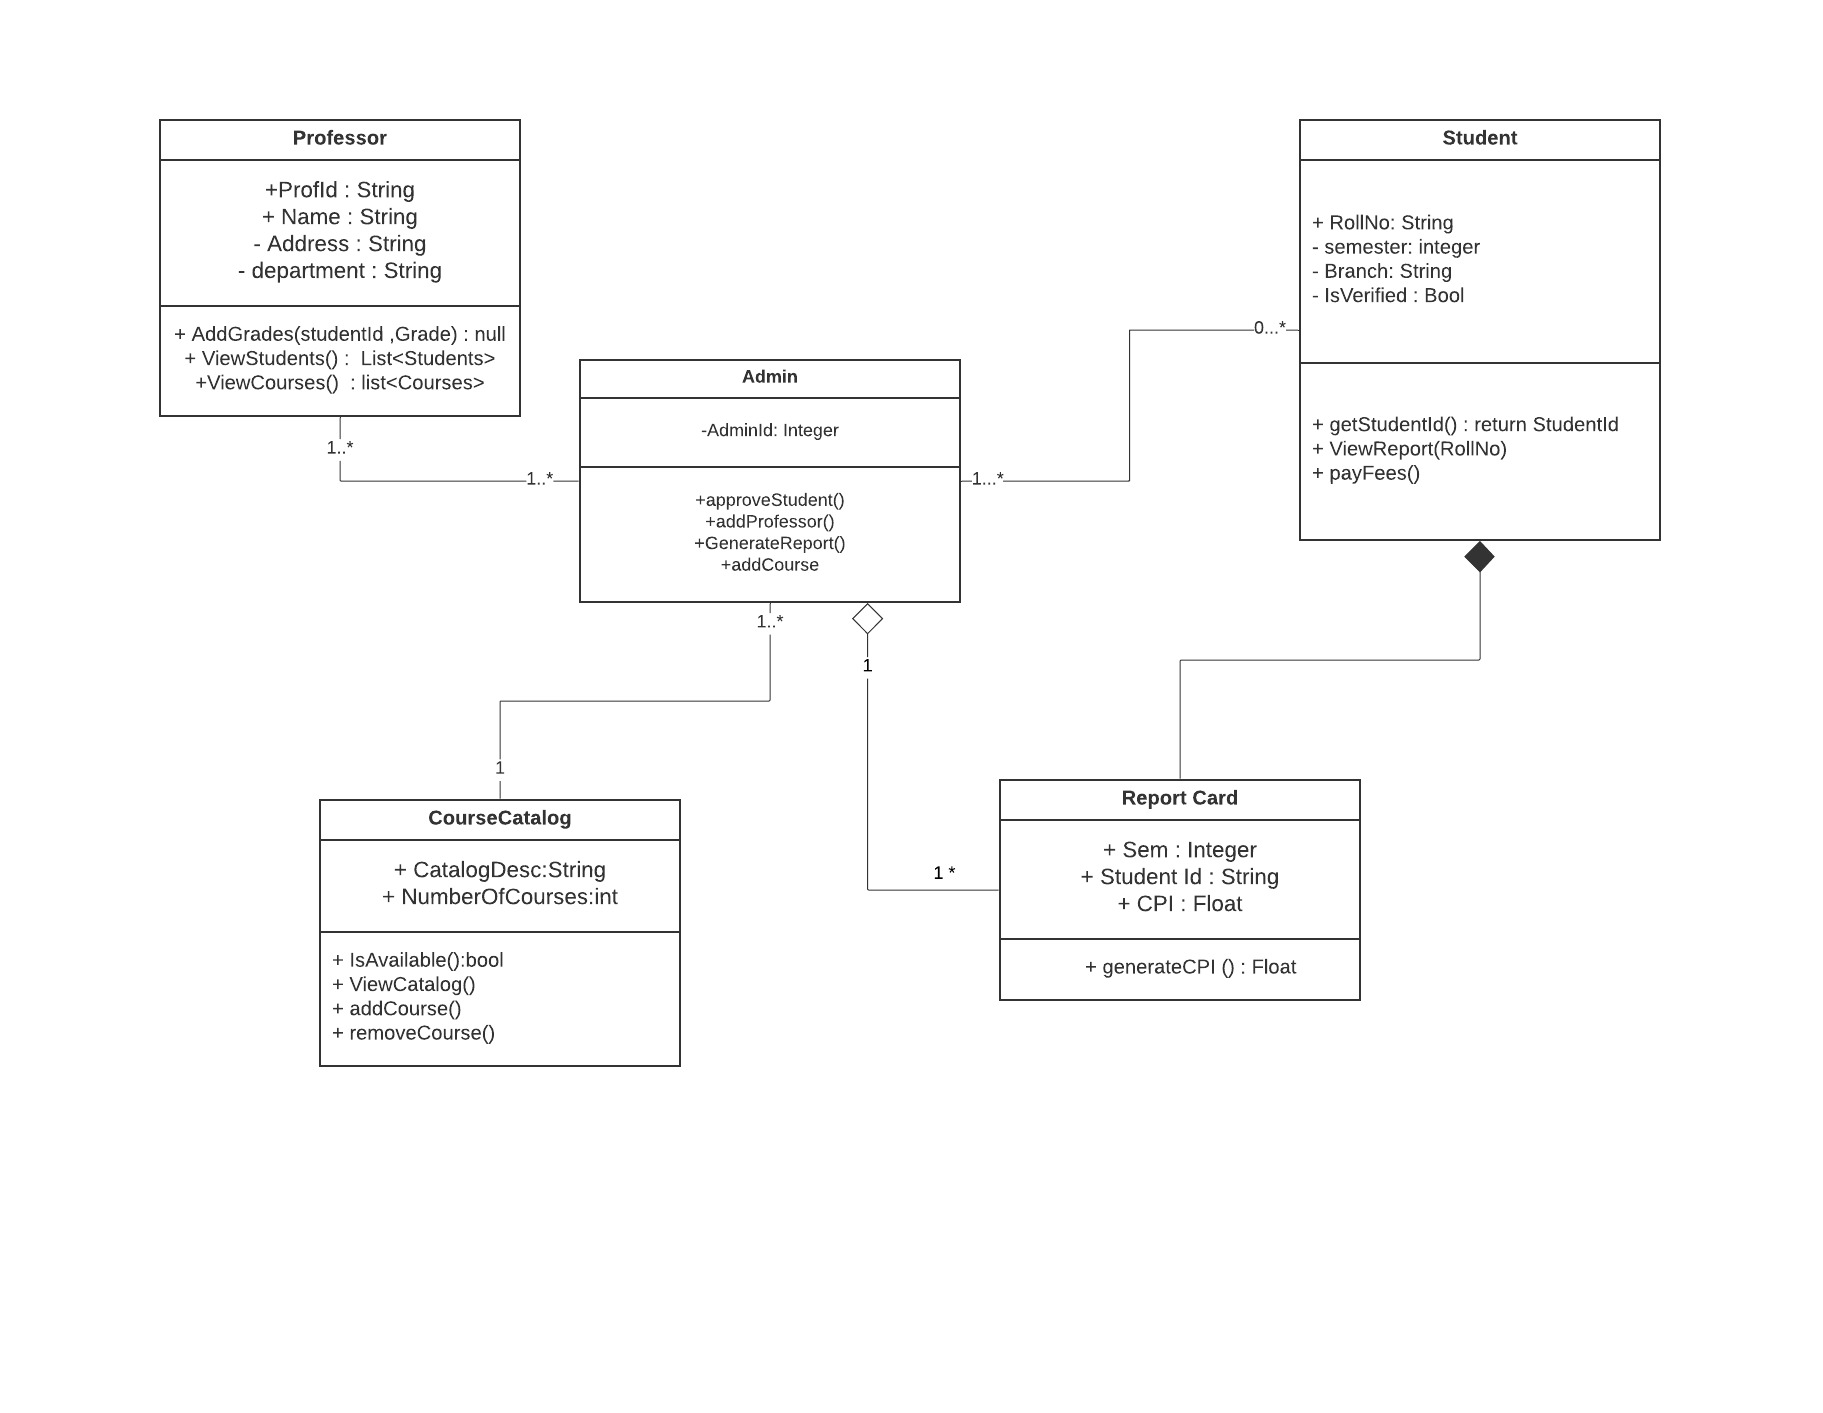 Professor
+ProfId : String
+ Name : String
- Address : String
- department : String
+ AddGrades(studentId ,Grade) : null
+ ViewStudents() :  List<Students>
+ViewCourses()  : list<Courses>
1..*
1..*
Admin
-AdminId: Integer
+approveStudent()
+addProfessor()
+GenerateReport()
+addCourse
1...*
0...*
Student
+ RollNo: String
- semester: integer
- Branch: String
- IsVerified : Bool
+ getStudentId() : return StudentId
+ ViewReport(RollNo)
+ payFees()
1..*
1
1
1 *
CourseCatalog
+ CatalogDesc:String
+ NumberOfCourses:int
+ IsAvailable():bool
+ ViewCatalog()
+ addCourse()
+ removeCourse()
Report Card
+ Sem : Integer
+ Student Id : String
+ CPI : Float
+ generateCPI () : Float